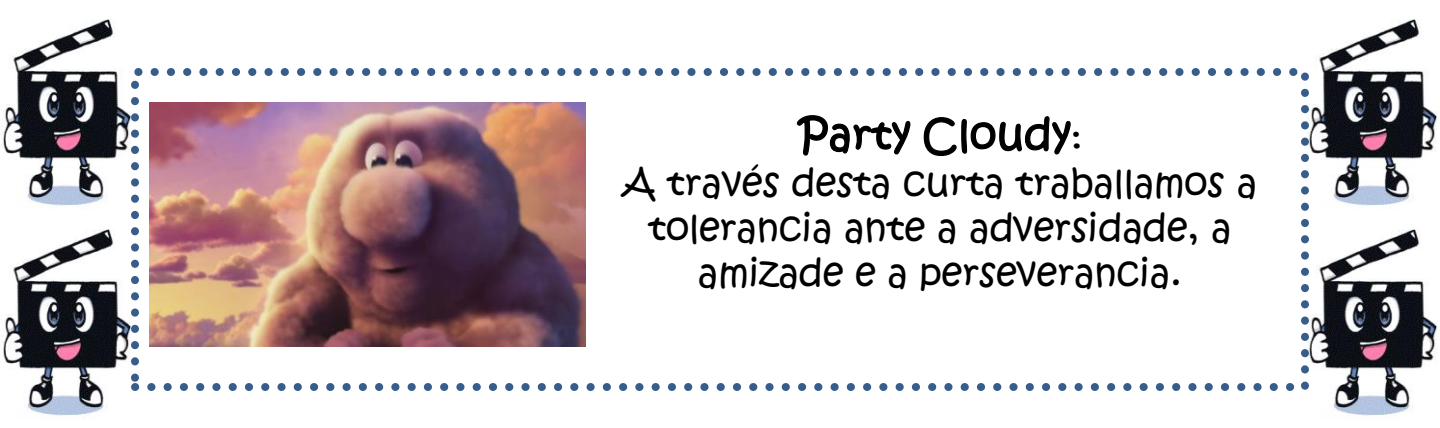 Party Cloudy:
A través desta curta traballamos a
tolerancia ante a adversidade, a
amizade e a perseverancia.